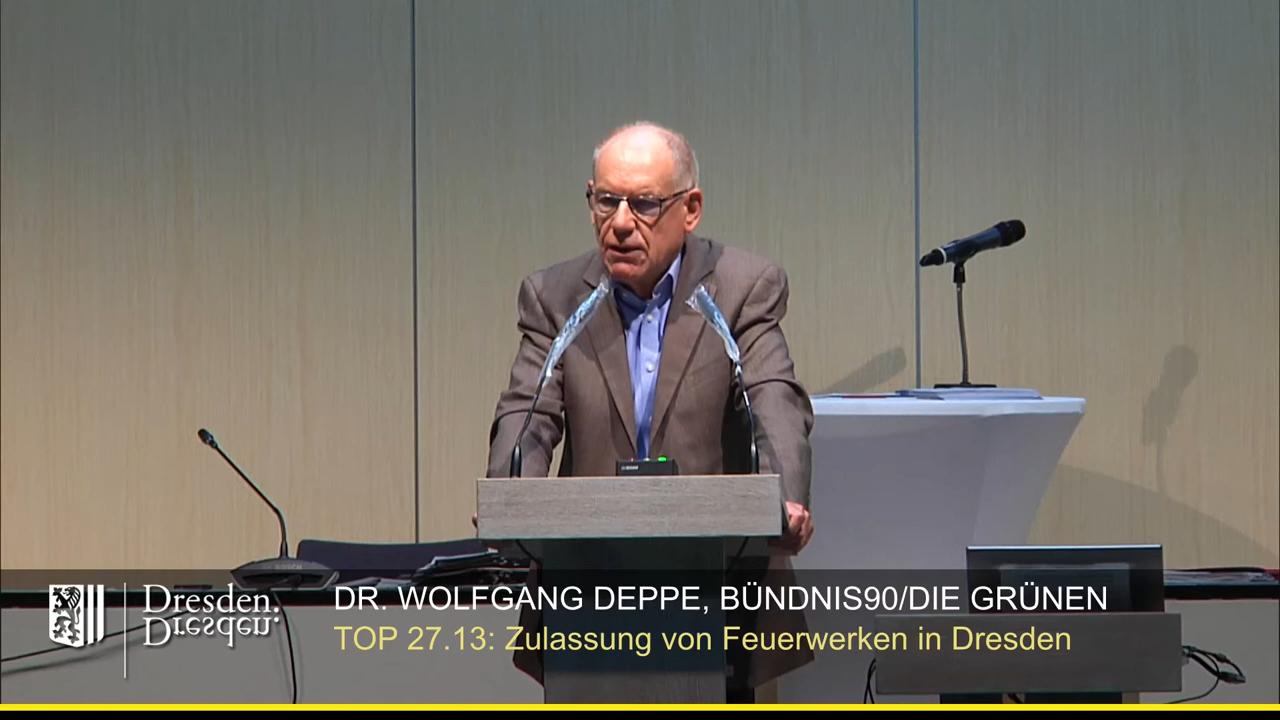 Dresden.
Dresden.
DR. WOLFGANG DEPPE, BÜNDNIS90/DIE GRÜNEN
TOP 27.13: Zulassung von Feuerwerken in Dresden